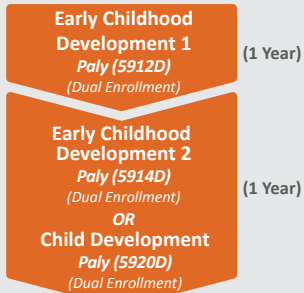 Early Childhood
Development 1
Paly (5912D)
(Dual Enrollment)
(1 Year)
Early Childhood
Development 2
Paly (5914D)
(Dual Enrollment)
OR
Child Development
Paly (5920D)
(Dual Enrollment)
(1 Year)